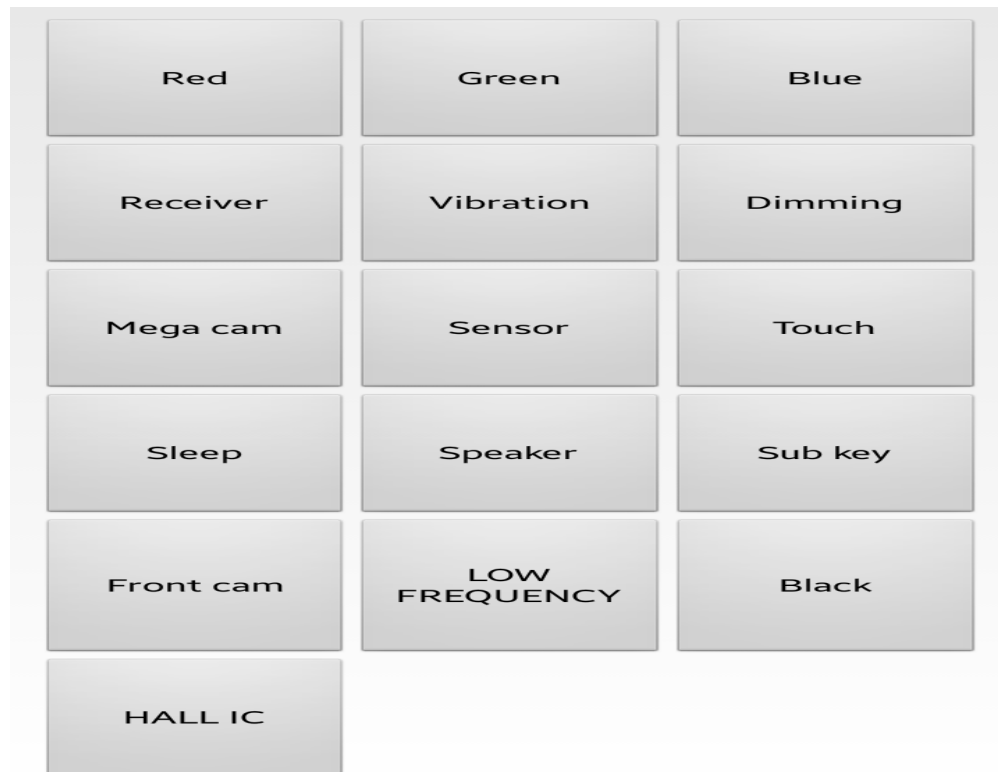 Red
Green
Blue
Receiver
Vibration
Dimming
Mega cam
Sensor
Touch
Sleep
Speaker
Sub key
Front cam
LOW
FREQUENCY
Black
HALL IC